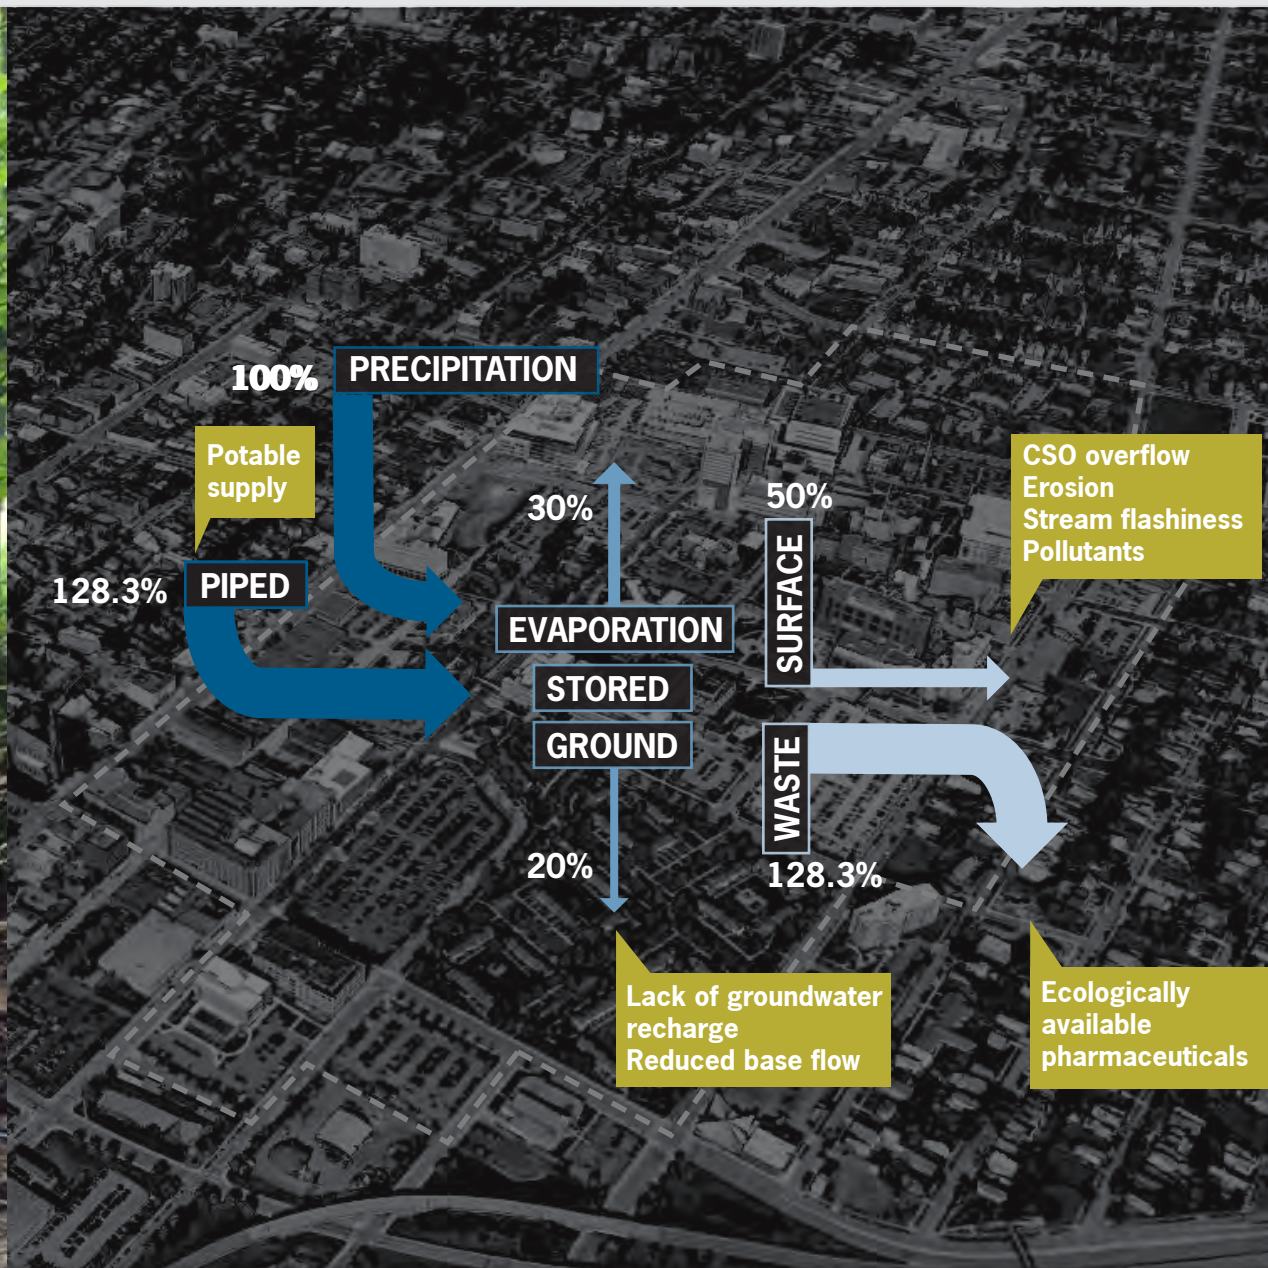 100%
PRECIPITATION
Potable
supply
128.3%
PIPED
30%
EVAPORATION
STORED
GROUND
20%
50%
SURFACE
WASTE
128.3%
CSO overflow
Erosion
Stream flashiness
Pollutants
Lack of groundwater
recharge
Reduced base flow
Ecologically
available
pharmaceuticals